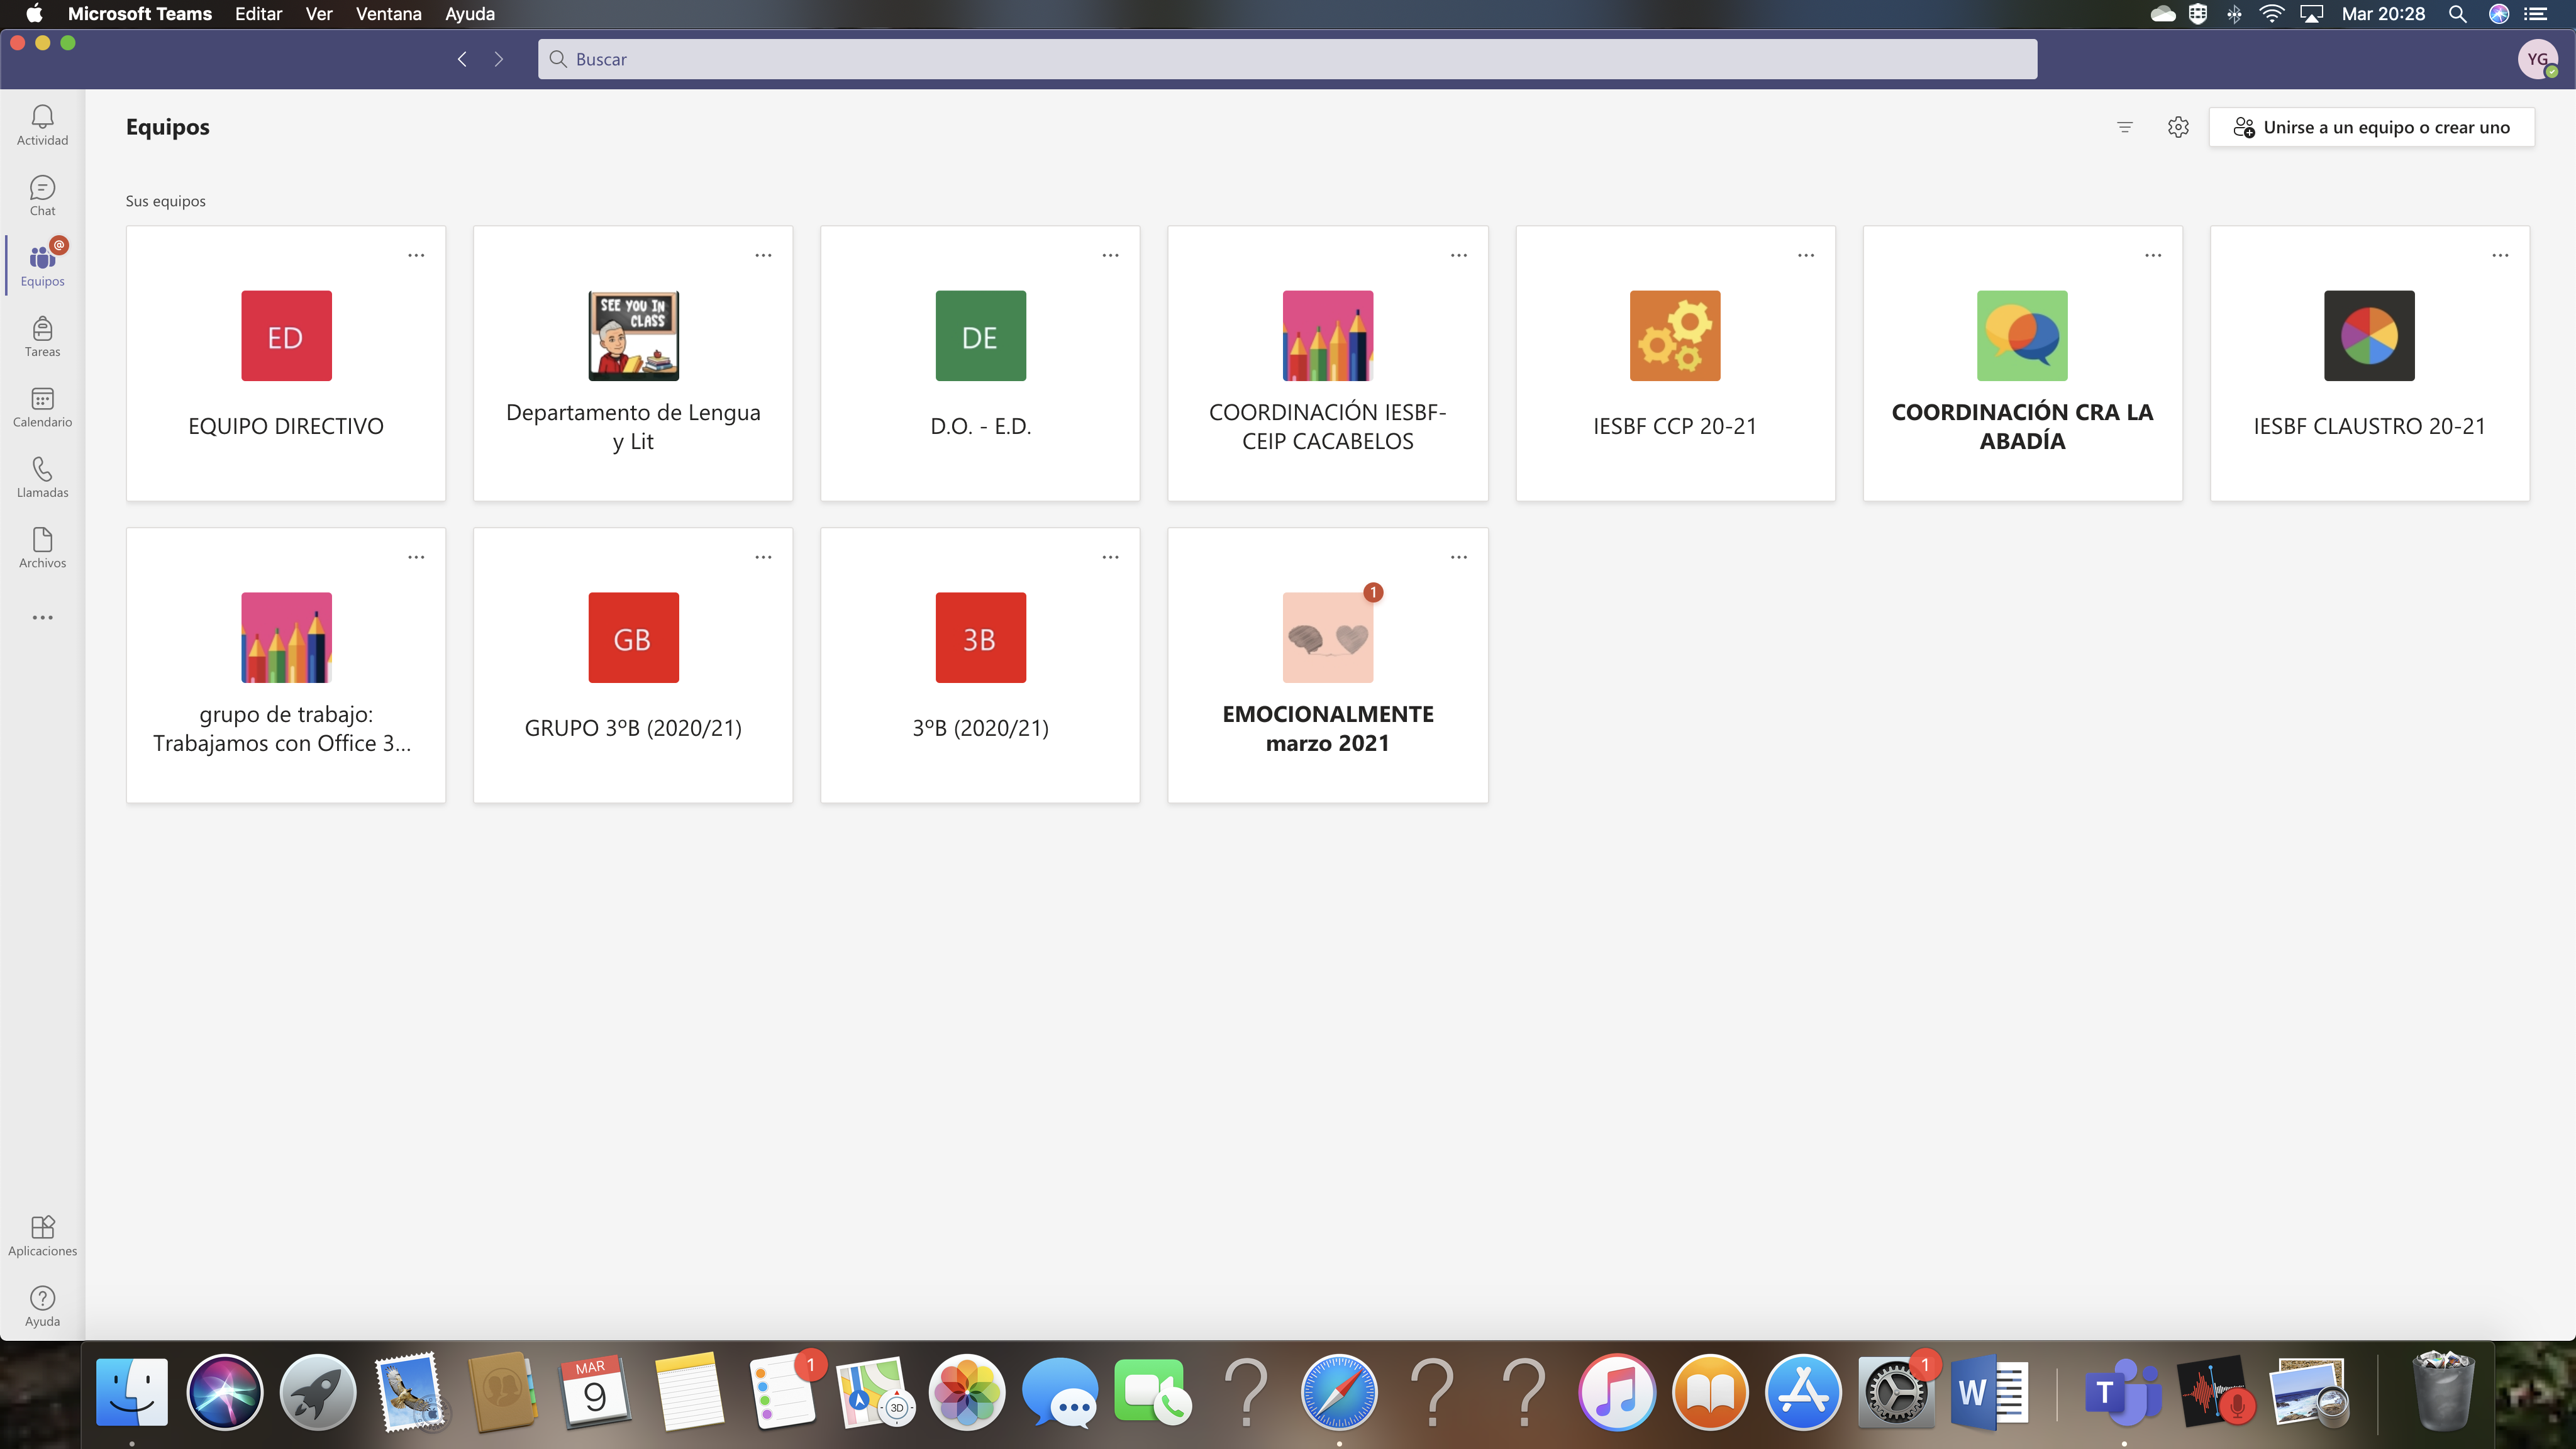 Microsoft Teams Editar Ver Ventana Ayuda Mar 20:28
Buscar
YG
Actividad
Chat
@
Equipos
Tareas
Calendario
Llamadas
Archivos
Aplicaciones
Ayuda
Equipos
Unirse a un equipo o crear uno
Sus equipos
ED
EQUIPO DIRECTIVO
SEE YOU IN
CLASS
Departamento de Lengua
y Lit
DE
D.O. - E.D.
COORDINACIÓN IESBF-
CEIP CACABELOS
IESBF CCP 20-21
COORDINACIÓN CRA LA
ABADÍA
IESBF CLAUSTRO 20-21
grupo de trabajo:
Trabajamos con Office 3...
GB
GRUPO 3ºB (2020/21)
3B
3ºB (2020/21)
1
EMOCIONALMENTE
marzo 2021
MAR
9
1
3D
1
W
T